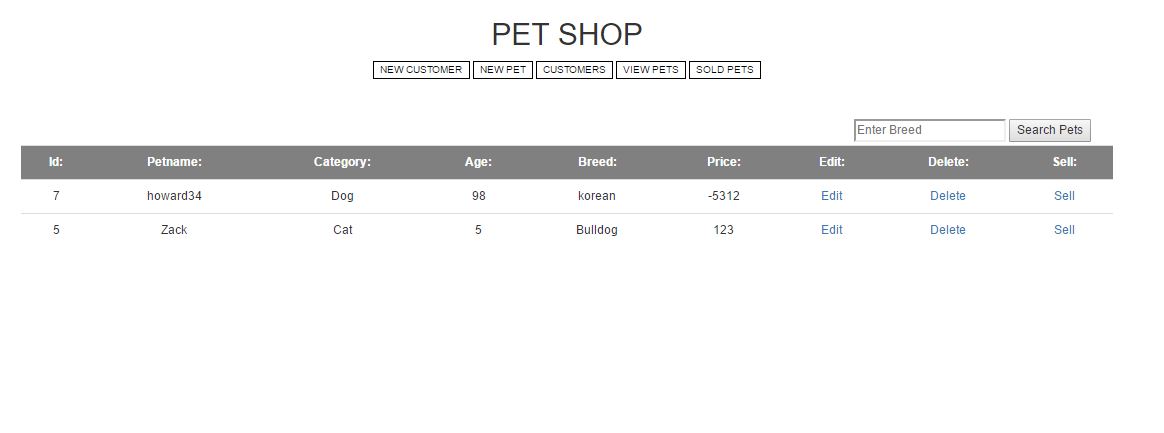 PET SHOP
NEW CUSTOMER NEW PET CUSTOMERS VIEW PETS SOLD PETS
Enter Breed Search Pets
Id: Petname: Category: Age: Breed: Price: Edit: Delete: Sell:
7 howard34 Dog 98 korean -5312 Edit Delete Sell
5 Zack Cat 5 Bulldog 123 Edit Delete Sell